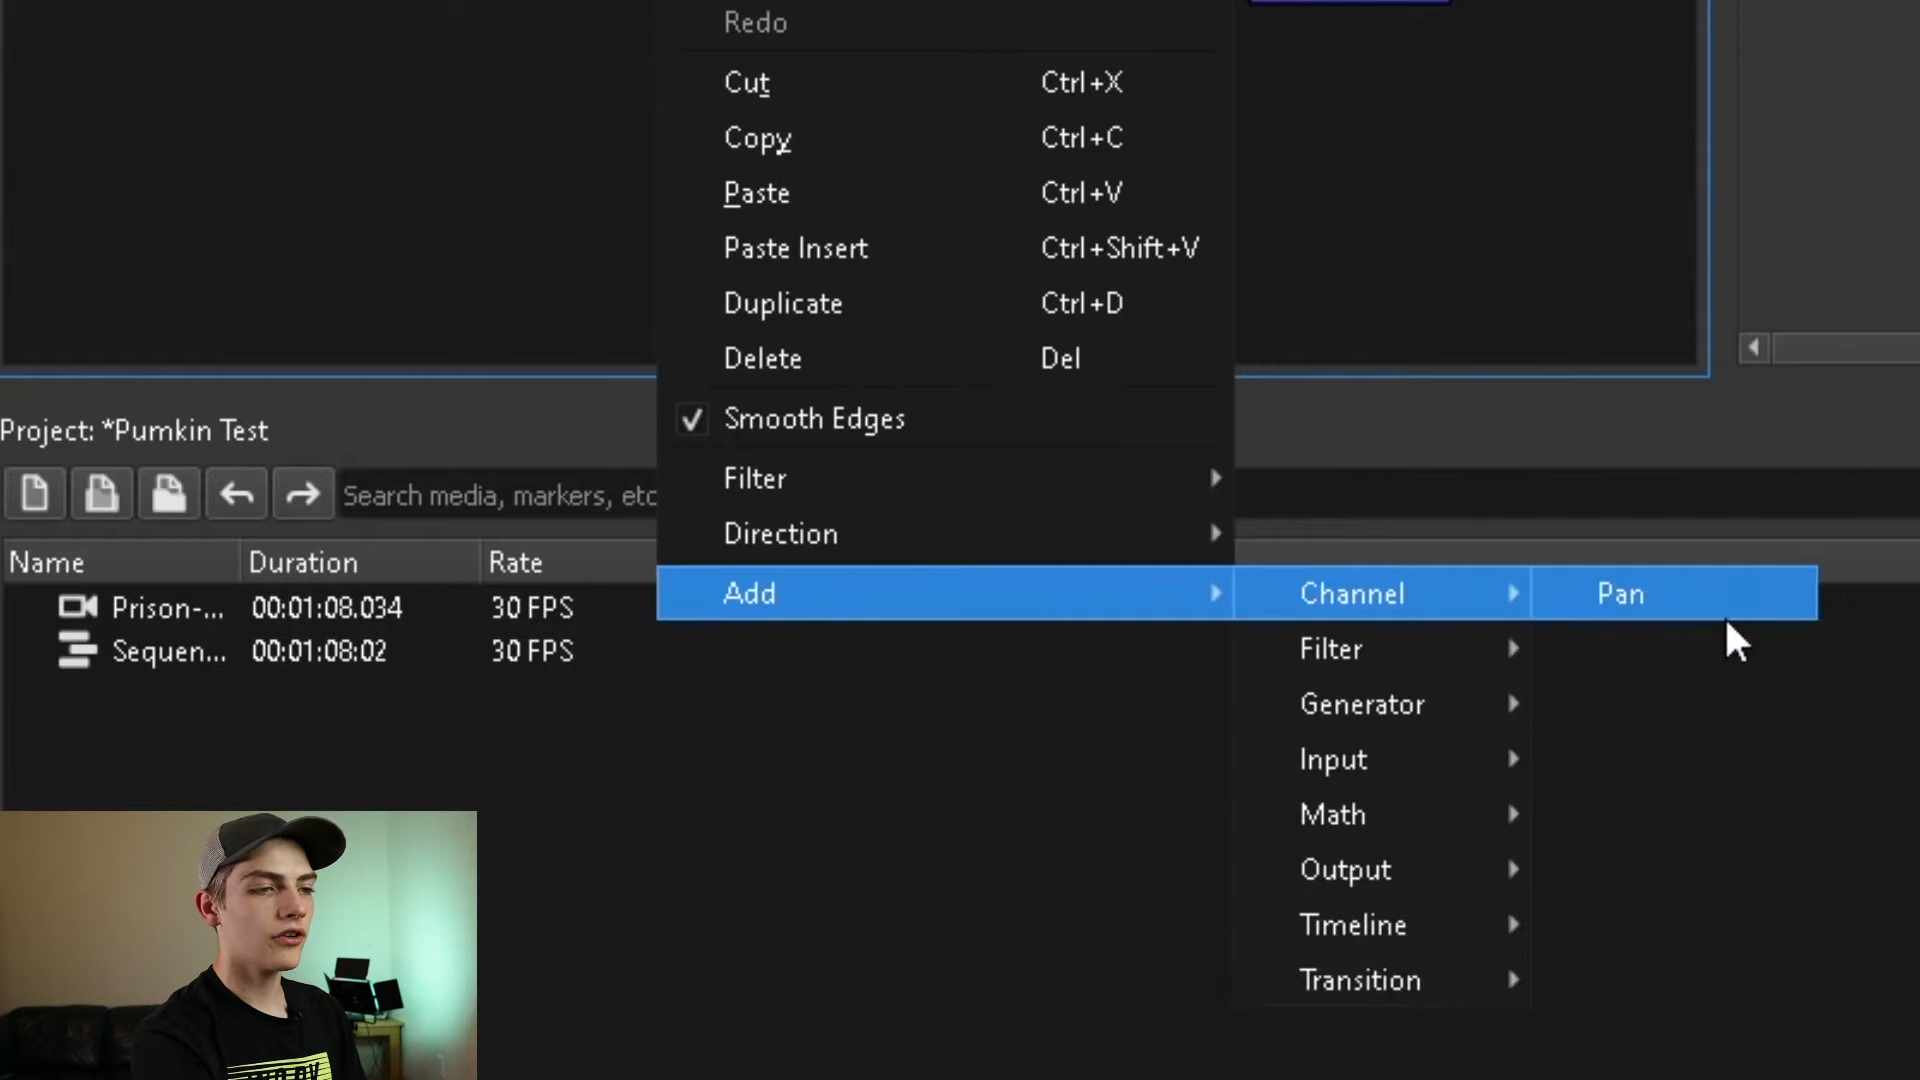 Redo
Cut Ctrl+X
Copy Ctrl+C
Paste Ctrl+V
Paste Insert Ctrl+Shift+V
Duplicate Ctrl+D
Delete Del
Smooth Edges
Filter
Direction
Add
Channel
Pan
Filter
Generator
Input
Math
Output
Timeline
Transition
Project: *Pumkin Test
Search media, markers, etc
Name Duration Rate
Prison-... 00:01:08.034 30 FPS
Sequen... 00:01:08:02 30 FPS